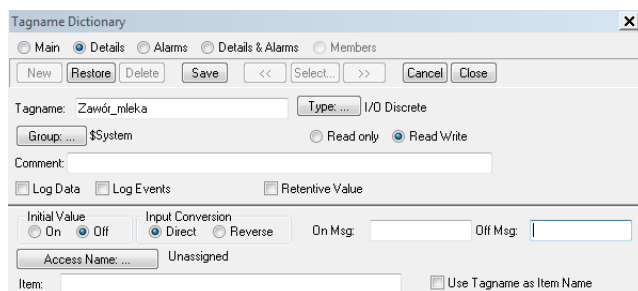 Tagname Dictionary
Main Details Alarms Details & Alarms Members
New Restore Delete Save << Select... >> Cancel Close
Tagname: Zawór_mleka Type: ... I/O Discrete
Group: ... $System Read only Read Write
Comment:
Log Data Log Events Retentive Value
Initial Value Input Conversion
On Off Direct Reverse On Msg: Off Msg:
Access Name: ... Unassigned
Item: Use Tagname as Item Name